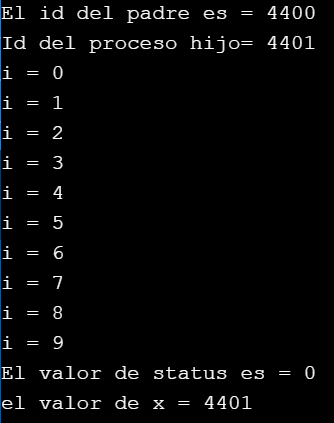 El id del padre es = 4400
Id del proceso hijo= 4401
i = 0
i = 1
i = 2
i = 3
i = 4
i = 5
i = 6
i = 7
i = 8
i = 9
El valor de status es = 0
el valor de x = 4401